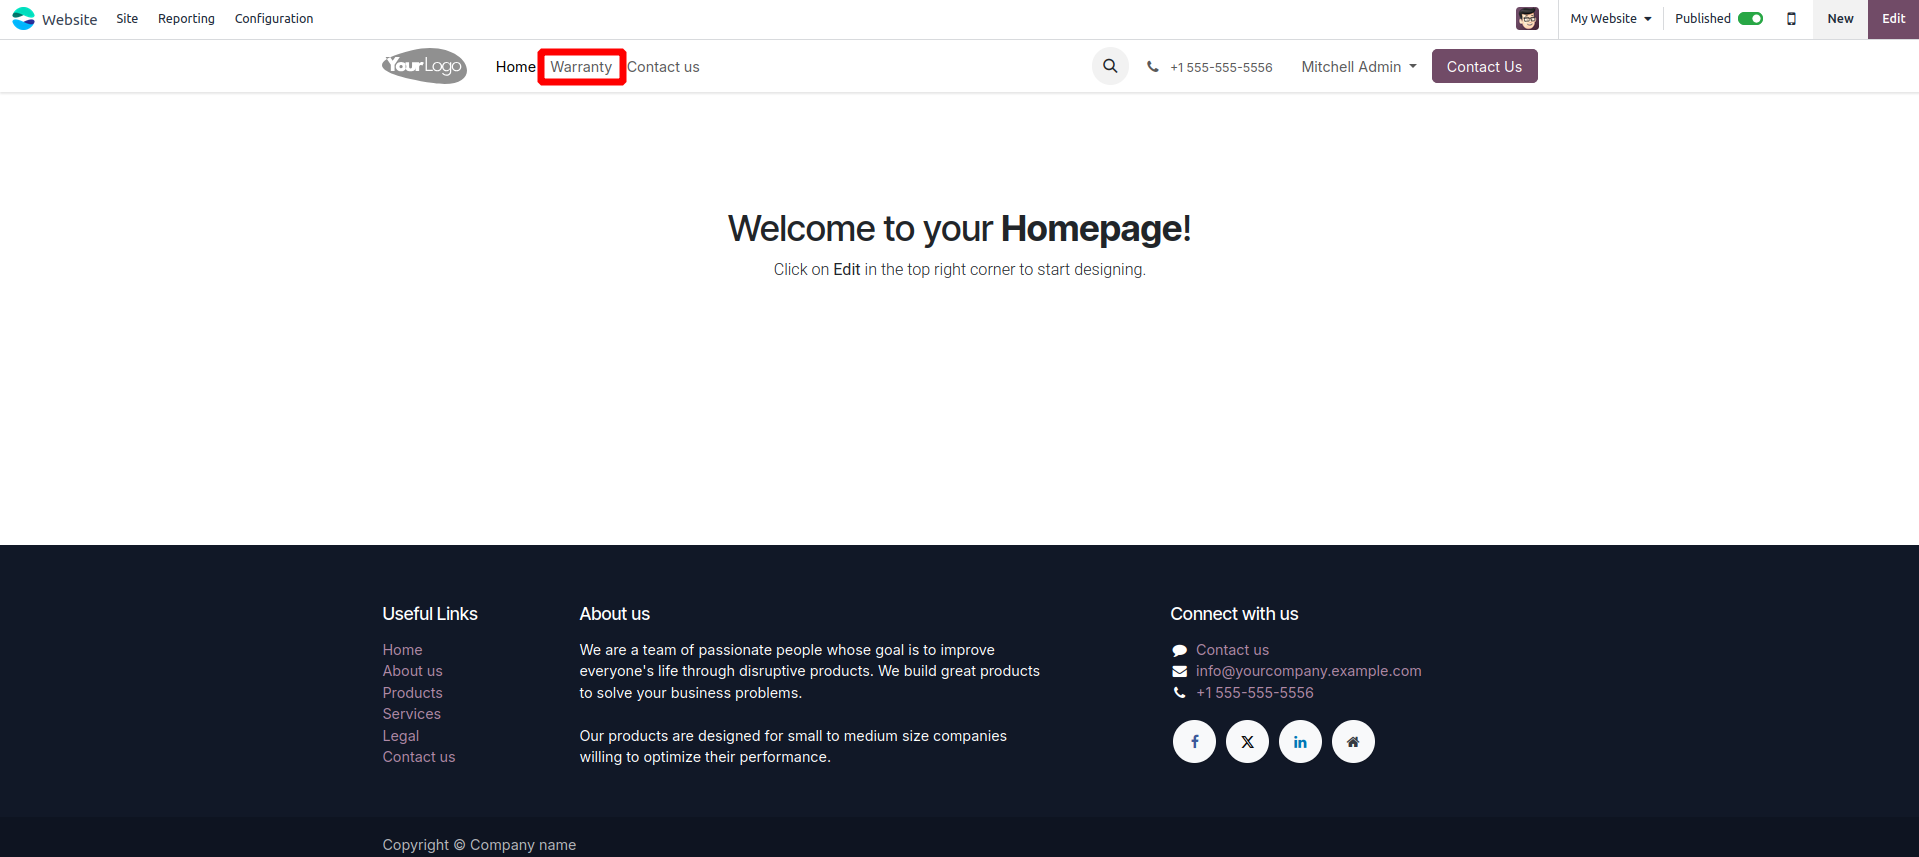 Website Site Reporting Configuration My Website Published New Edit
YourLogo Home Warranty Contact us +1 555-555-5556 Mitchell Admin Contact Us
Welcome to your Homepage!
Click on Edit in the top right corner to start designing.
Useful Links
Home
About us
Products
Services
Legal
Contact us
About us
We are a team of passionate people whose goal is to improve
everyone's life through disruptive products. We build great products
to solve your business problems.
Our products are designed for small to medium size companies
willing to optimize their performance.
Connect with us
Contact us
info@yourcompany.example.com
+1 555-555-5556
Copyright © Company name